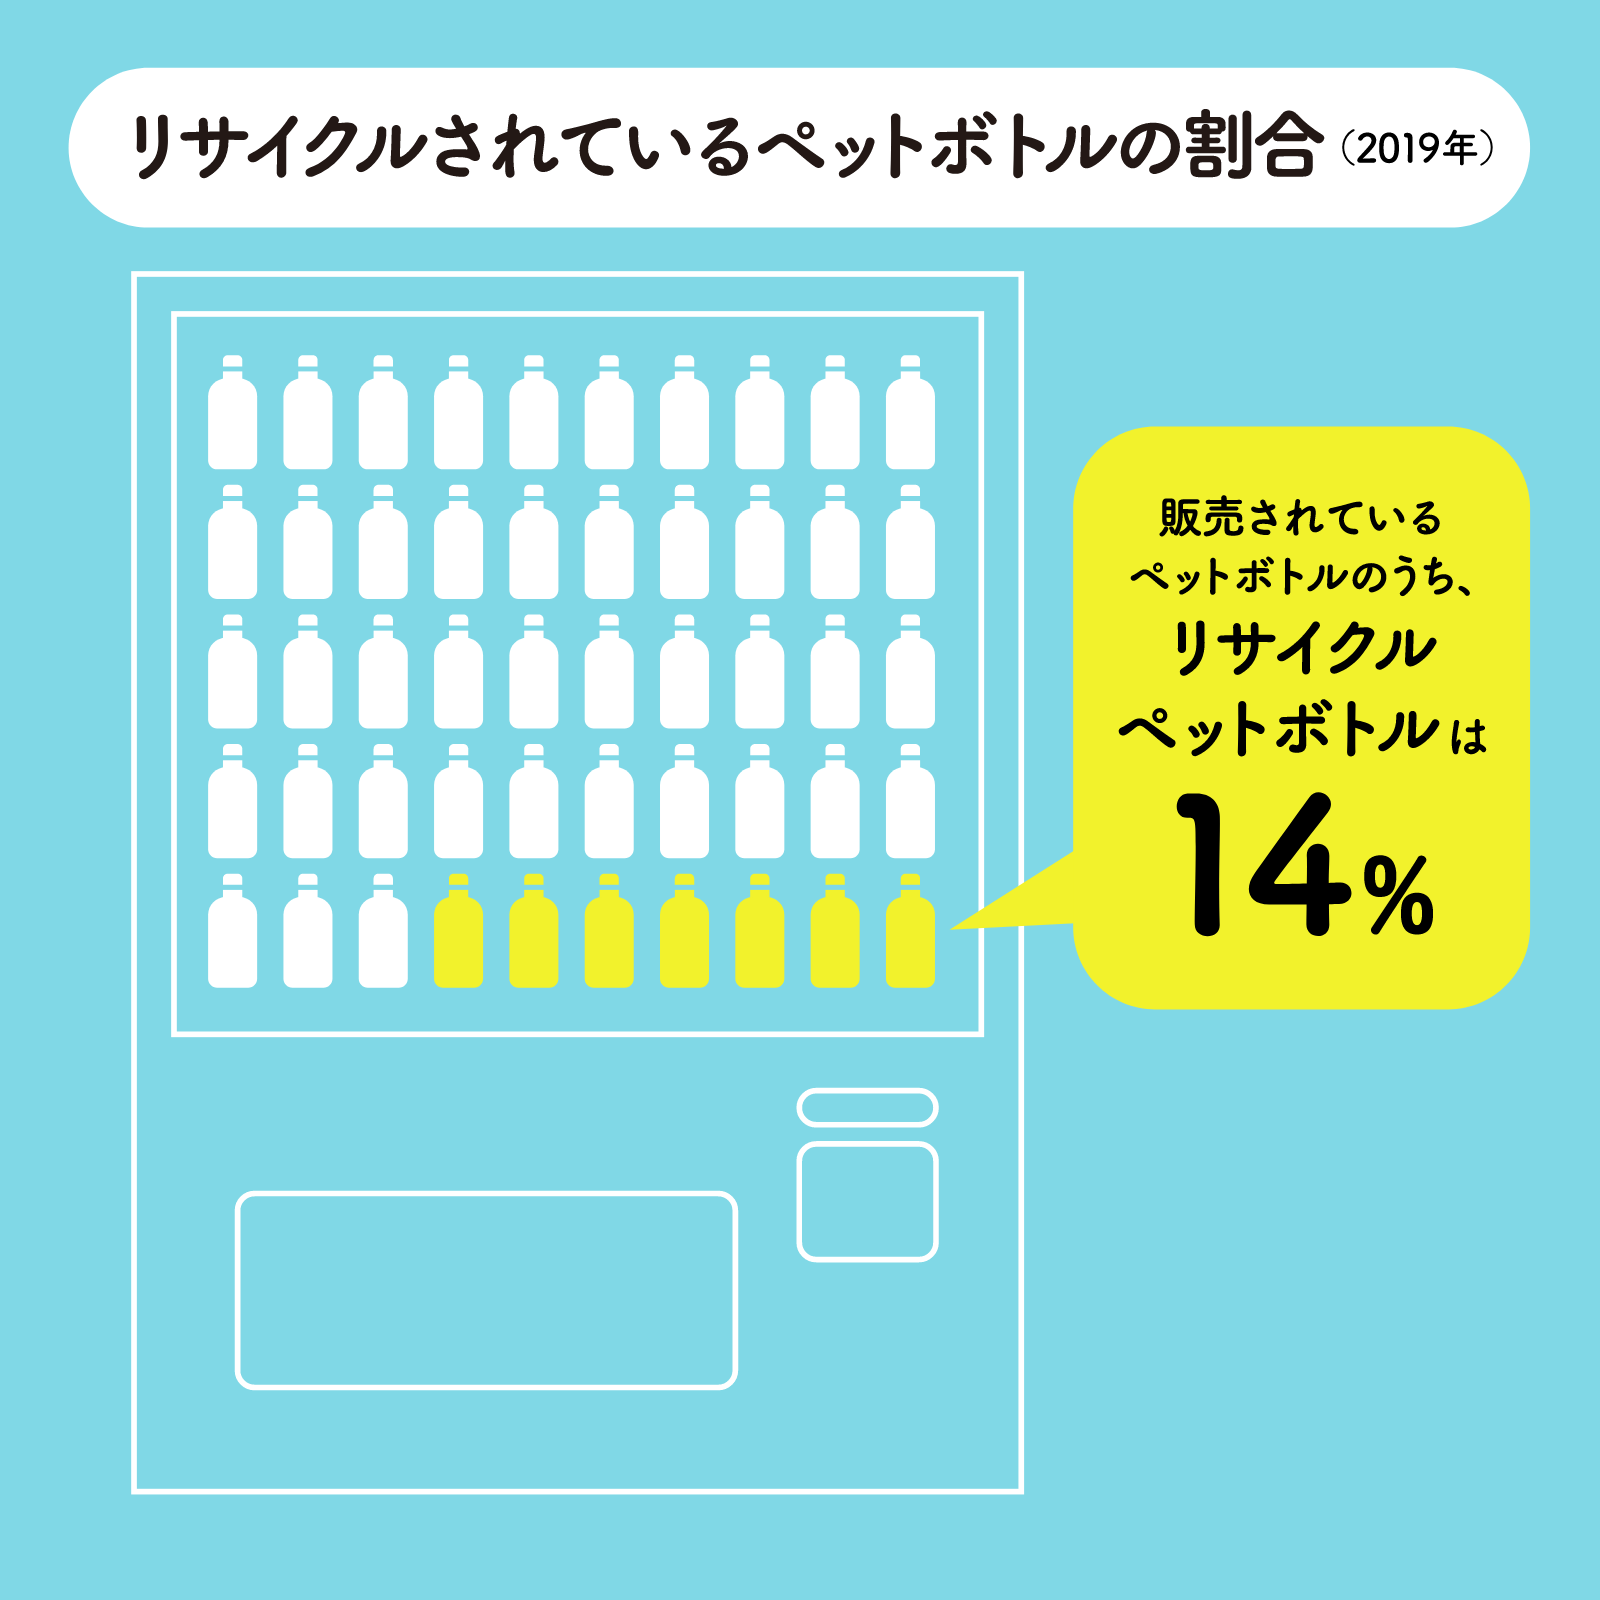 リサイクルされているペットボトルの割合（2019年）
販売されている
ペットボトルのうち、
リサイクル
ペットボトルは
14%